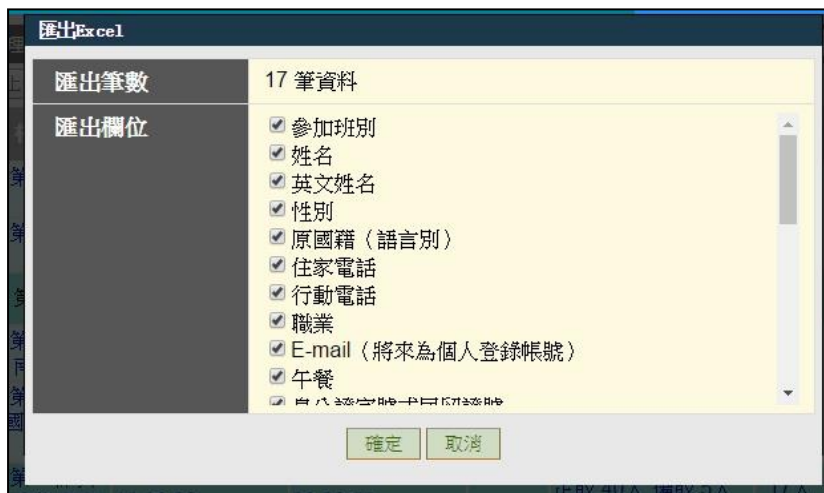 匯出Excel
匯出筆數
17 筆資料
匯出欄位
參加班別
姓名
英文姓名
性別
原國籍（語言別）
住家電話
行動電話
職業
E-mail（將來為個人登錄帳號）
午餐
確定
取消